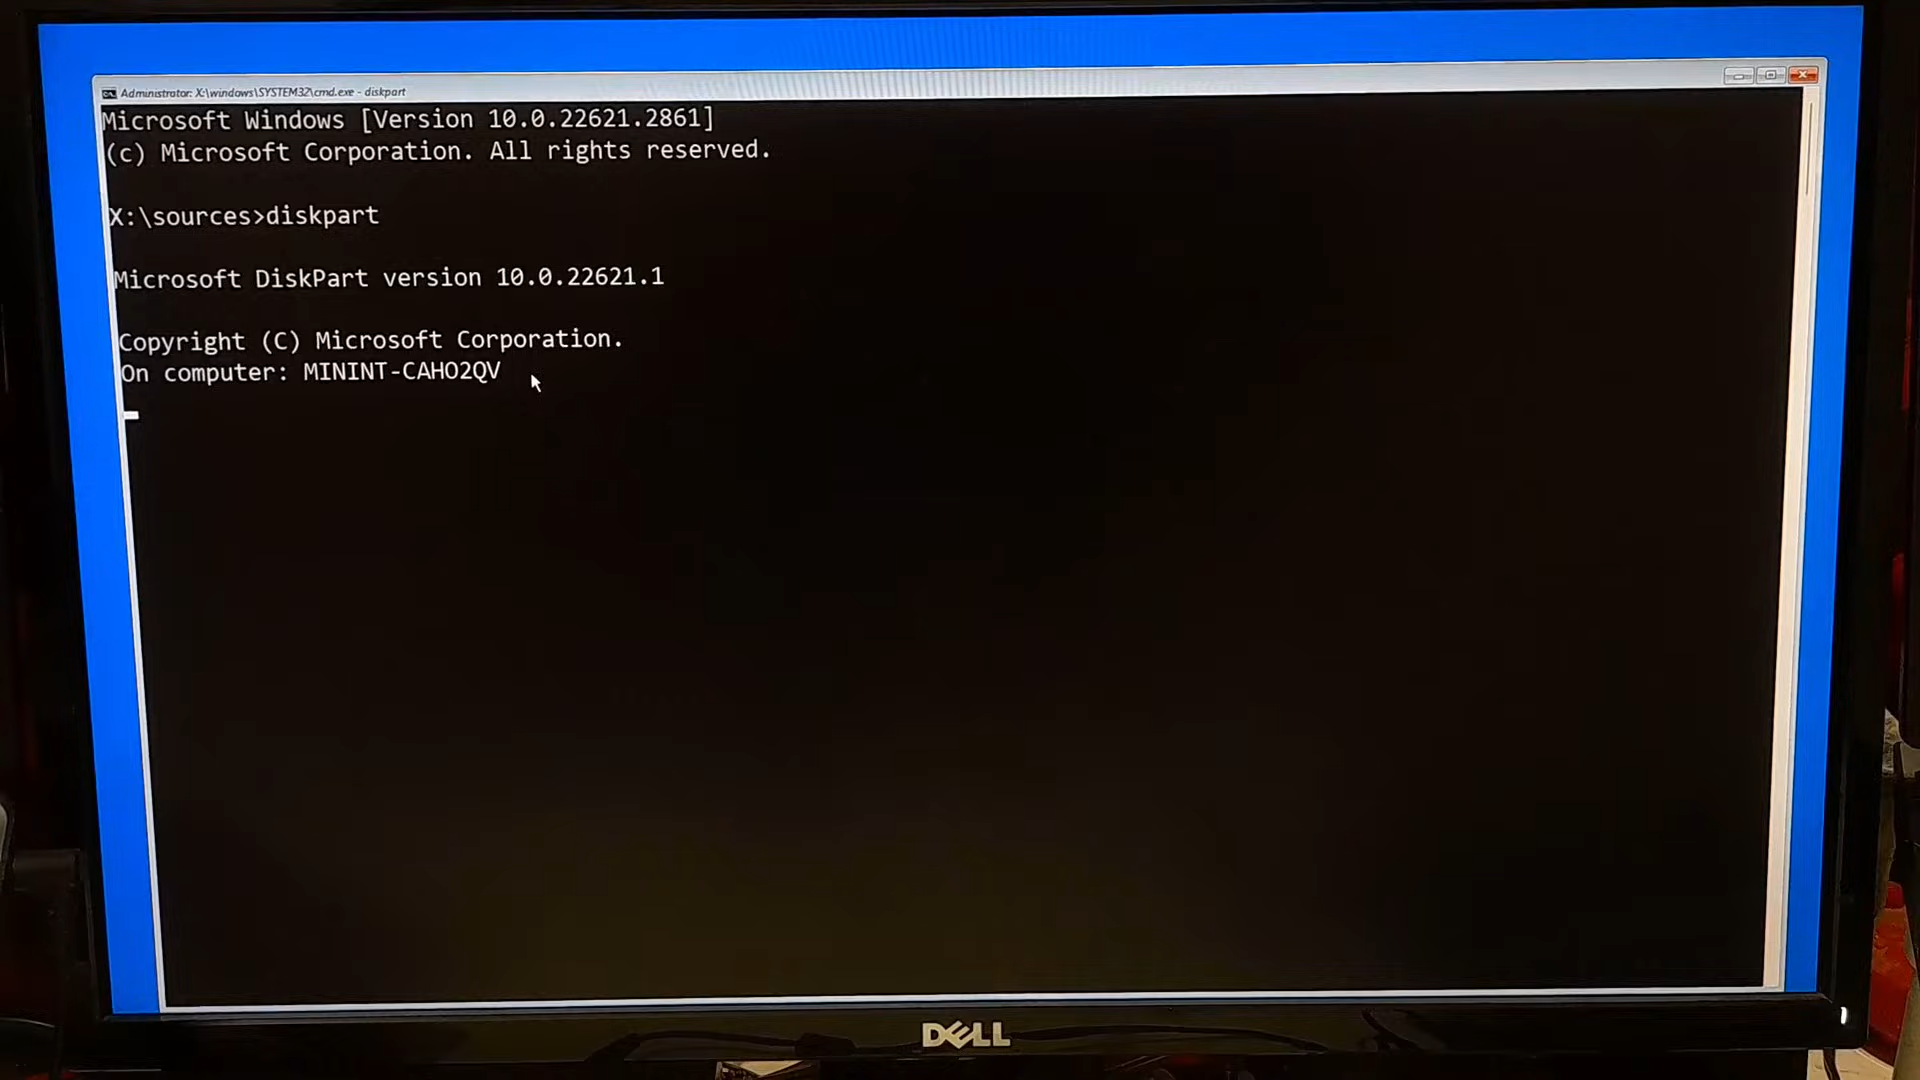 Administrator: X:\windows\SYSTEM32\cmd.exe - diskpart
Microsoft Windows [Version 10.0.22621.2861]
(c) Microsoft Corporation. All rights reserved.
X:\sources>diskpart
Microsoft DiskPart version 10.0.22621.1
Copyright (C) Microsoft Corporation.
On computer: MININT-CAHO2QV
DELL